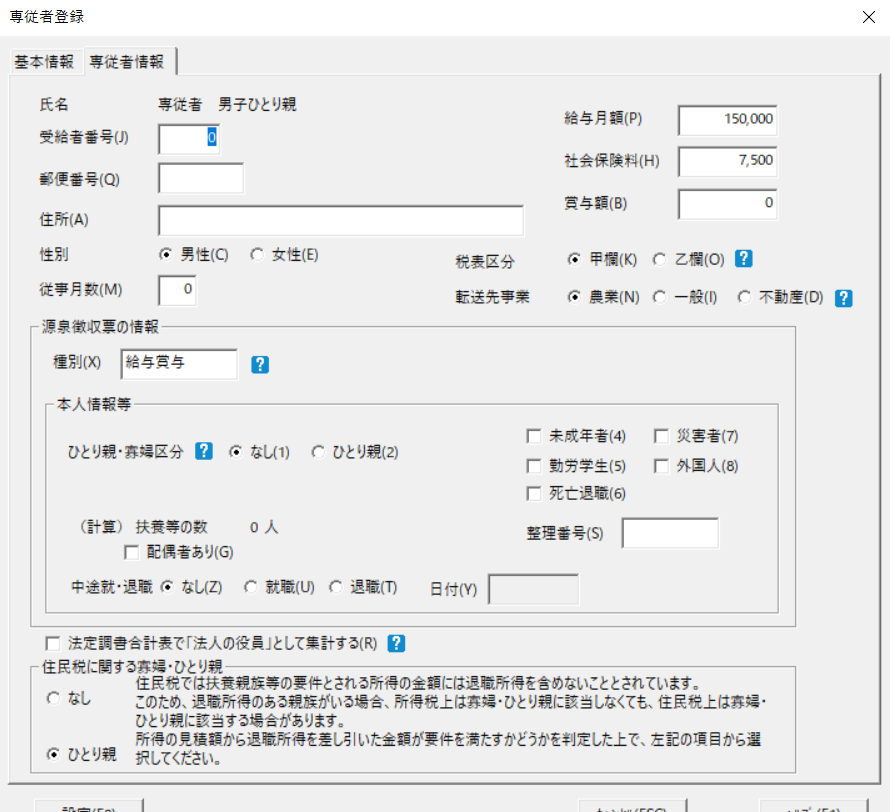 専従者登録
基本情報 専従者情報
氏名 専従者 男子ひとり親
受給者番号(J) 0
郵便番号(Q)
住所(A)
性別 男性(C) 女性(E)
従事月数(M) 0
給与月額(P) 150,000
社会保険料(H) 7,500
賞与額(B) 0
税表区分 甲欄(K) 乙欄(O) ?
転送先事業 農業(N) 一般(I) 不動産(D) ?
源泉徴収票の情報
種別(X) 給与賞与 ?
本人情報等
ひとり親・寡婦区分 ? なし(1) ひとり親(2)
未成年者(4) 災害者(7)
勤労学生(5) 外国人(8)
死亡退職(6)
(計算) 扶養等の数 0 人
配偶者あり(G)
整理番号(S)
中途就・退職 なし(Z) 就職(U) 退職(T) 日付(Y)
法定調書合計表で「法人の役員」として集計する(R) ?
住民税に関する寡婦・ひとり親
なし
ひとり親
住民税では扶養親族等の要件とされる所得の金額には退職所得を含めないこととされています。
このため、退職所得のある親族がいる場合、所得税上は寡婦・ひとり親に該当しなくても、住民税上は寡婦・
ひとり親に該当する場合があります。
所得の見積額から退職所得を差し引いた金額が要件を満たすかどうかを判定した上で、左記の項目から選
択してください。